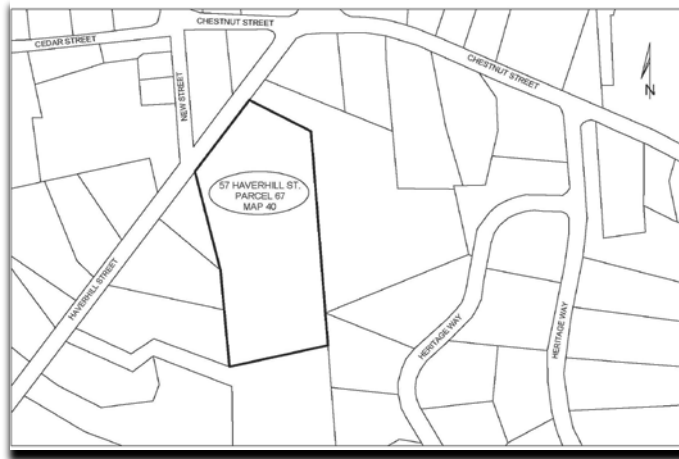 CHESTNUT STREET
CEDAR STREET
CHESTNUT STREET
NEW STREET
N
57 HAVERHILL ST.
PARCEL 67
MAP 40
HAVERHILL STREET
HERITAGE WAY
HERITAGE WAY